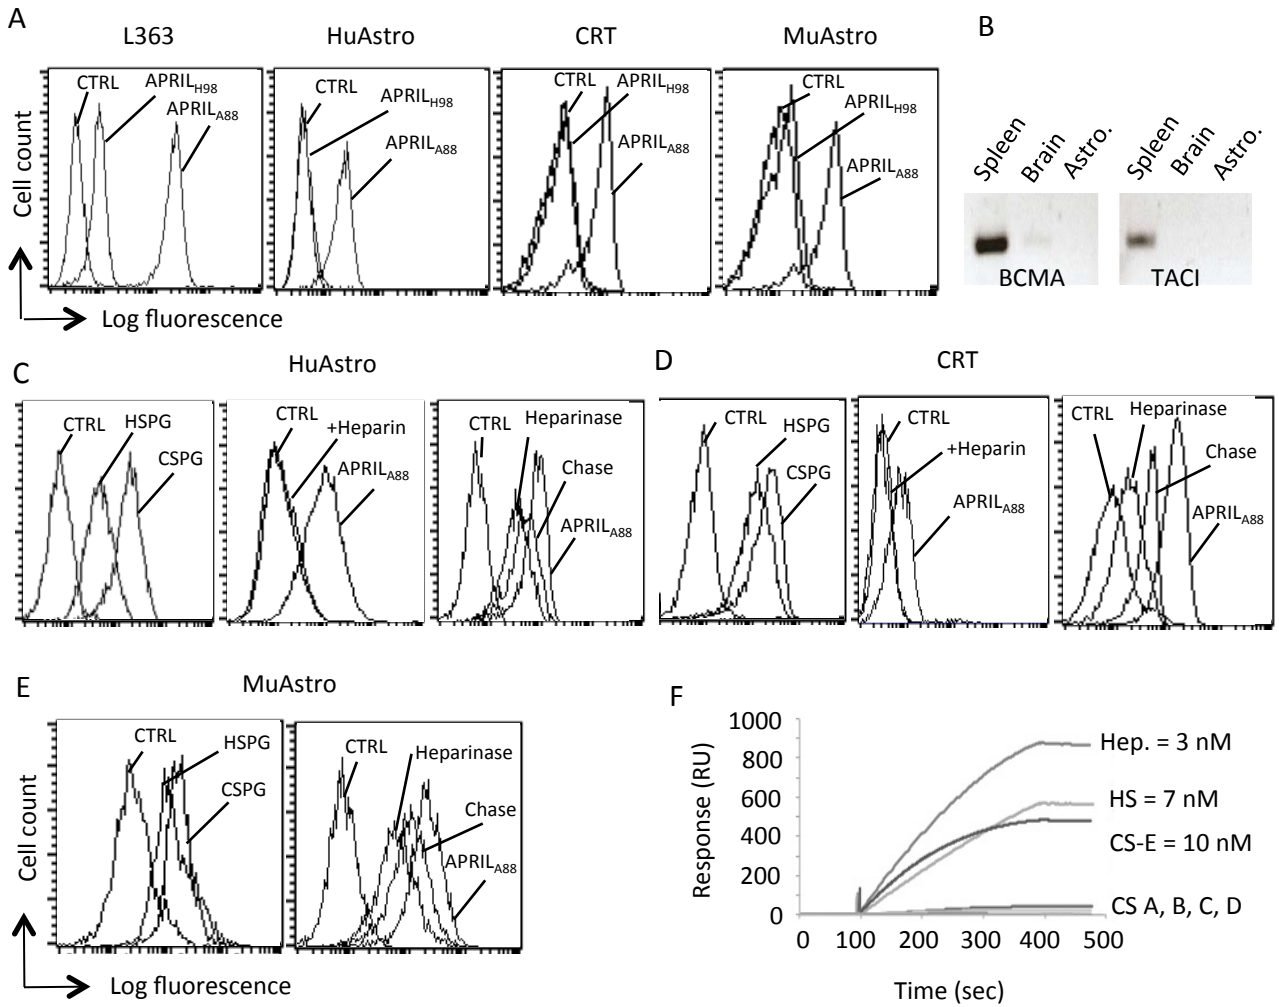 A
L363
HuAstro
CRT
MuAstro
B
CTRL
APRILH98
APRILA88
CTRL
APRILH98
APRILA88
CTRL
APRILH98
APRILA88
CTRL
APRILH98
APRILA88
Cell count
Log fluorescence
Spleen
Brain
Astro.
Spleen
Brain
Astro.
BCMA
TACI
C
HuAstro
D
CRT
CTRL
HSPG
CSPG
CTRL
+Heparin
APRILA88
CTRL
Heparinase
Chase
APRILA88
CTRL
HSPG
CSPG
CTRL
+Heparin
APRILA88
CTRL
Heparinase
Chase
APRILA88
E
MuAstro
CTRL
HSPG
CSPG
CTRL
Heparinase
Chase
APRILA88
Cell count
Log fluorescence
F
Response (RU)
1000
800
600
400
200
0
Hep. = 3 nM
HS = 7 nM
CS-E = 10 nM
CS A, B, C, D
0 100 200 300 400 500
Time (sec)